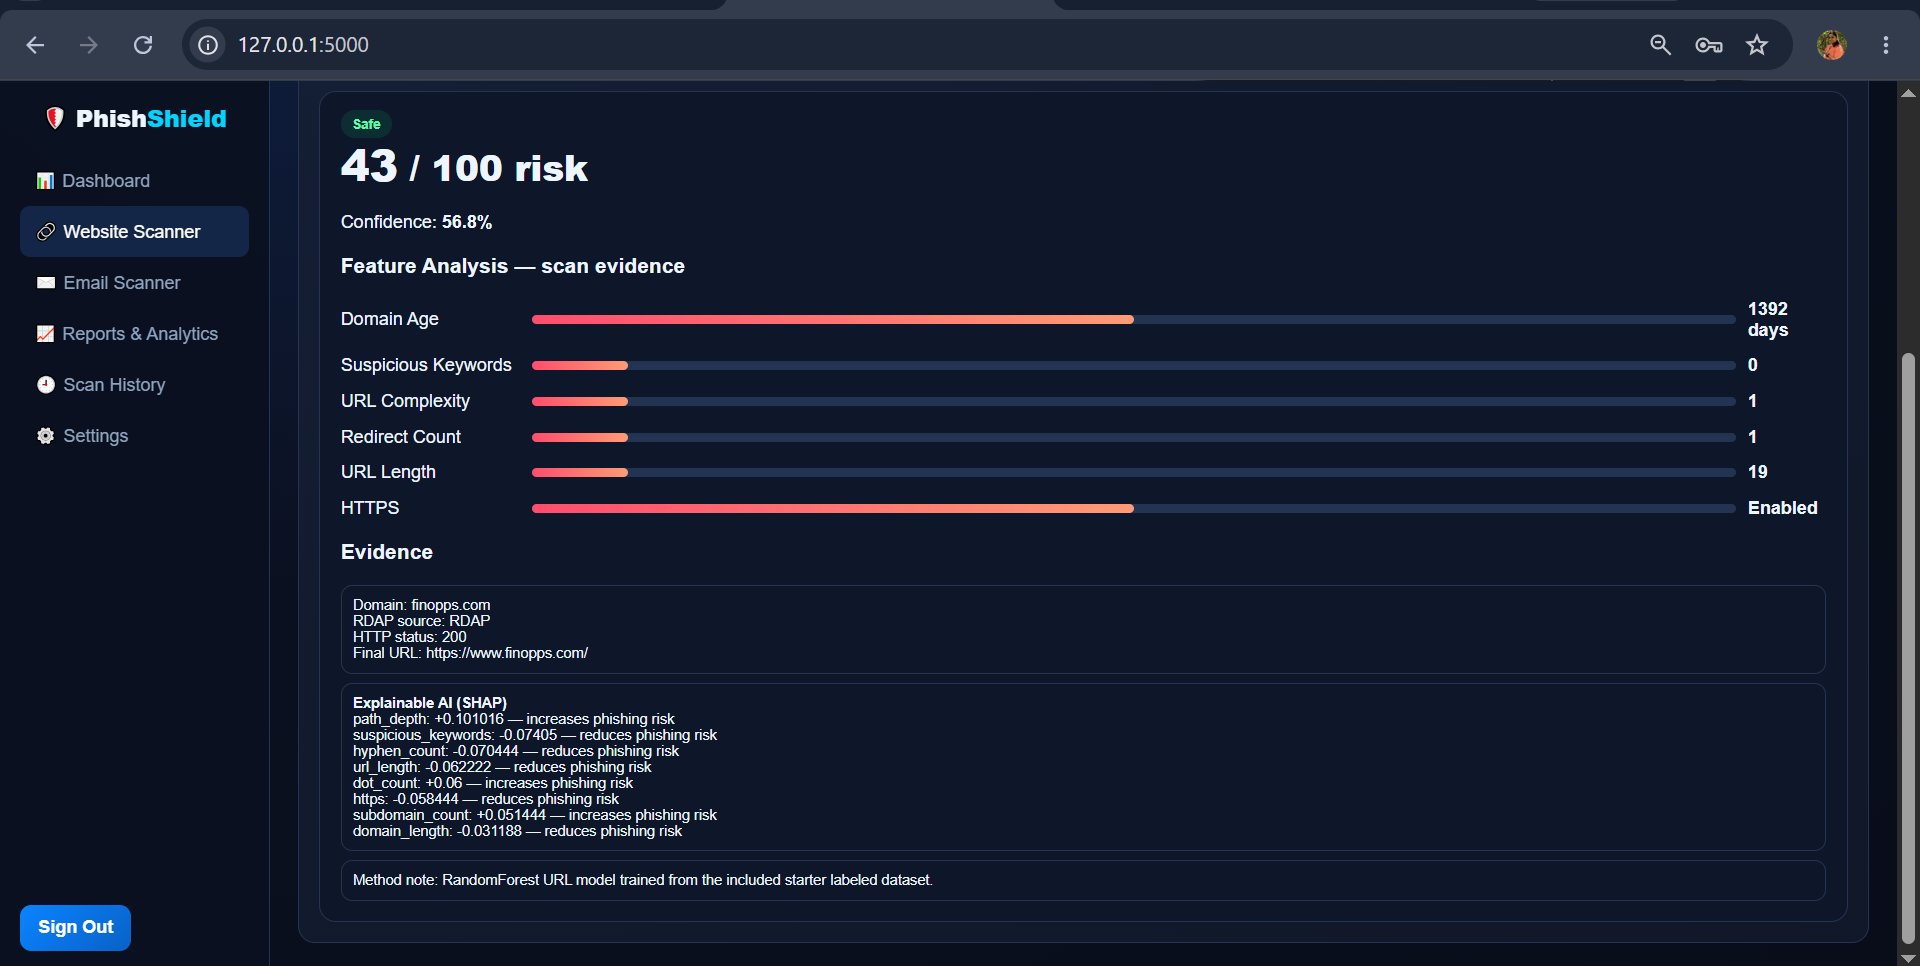 127.0.0.1:5000
PhishShield
Dashboard
Website Scanner
Email Scanner
Reports & Analytics
Scan History
Settings
Sign Out
Safe
43 / 100 risk
Confidence: 56.8%
Feature Analysis — scan evidence
Domain Age 1392 days
Suspicious Keywords 0
URL Complexity 1
Redirect Count 1
URL Length 19
HTTPS Enabled
Evidence
Domain: finopps.com
RDAP source: RDAP
HTTP status: 200
Final URL: https://www.finopps.com/
Explainable AI (SHAP)
path_depth: +0.101016 — increases phishing risk
suspicious_keywords: -0.07405 — reduces phishing risk
hyphen_count: -0.070444 — reduces phishing risk
url_length: -0.062222 — reduces phishing risk
dot_count: +0.06 — increases phishing risk
https: -0.058444 — reduces phishing risk
subdomain_count: +0.051444 — increases phishing risk
domain_length: -0.031188 — reduces phishing risk
Method note: RandomForest URL model trained from the included starter labeled dataset.